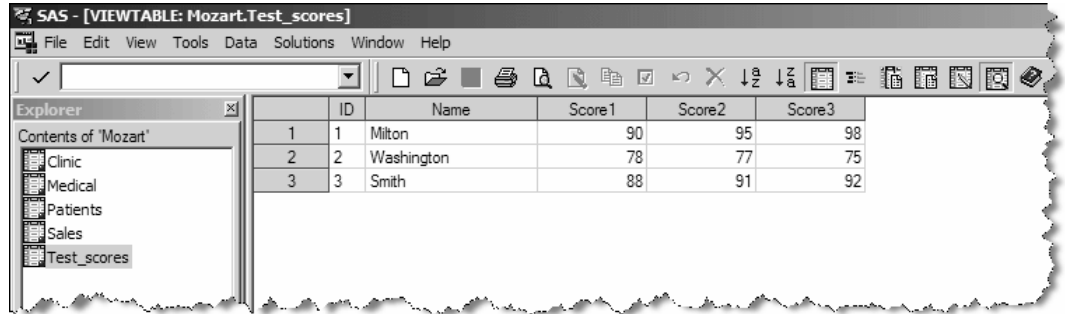 SAS - [VIEWTABLE: Mozart.Test_scores]
File Edit View Tools Data Solutions Window Help
Explorer
Contents of 'Mozart'
Clinic
Medical
Patients
Sales
Test_scores
ID Name Score1 Score2 Score3
1 1 Milton 90 95 98
2 2 Washington 78 77 75
3 3 Smith 88 91 92